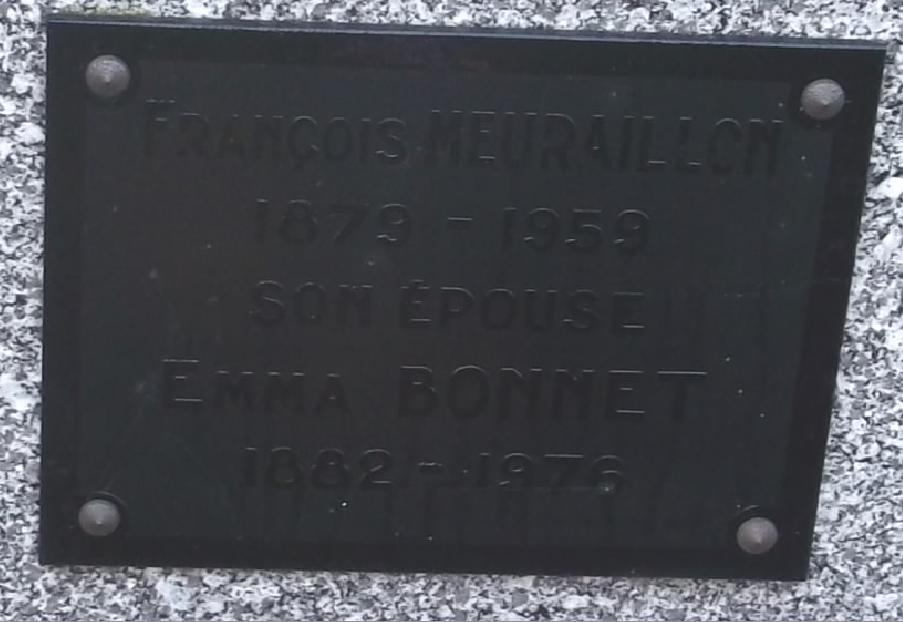 François MEURAILLON
1879 - 1959
SON ÉPOUSE
EMMA BONNET
1882 - 1976